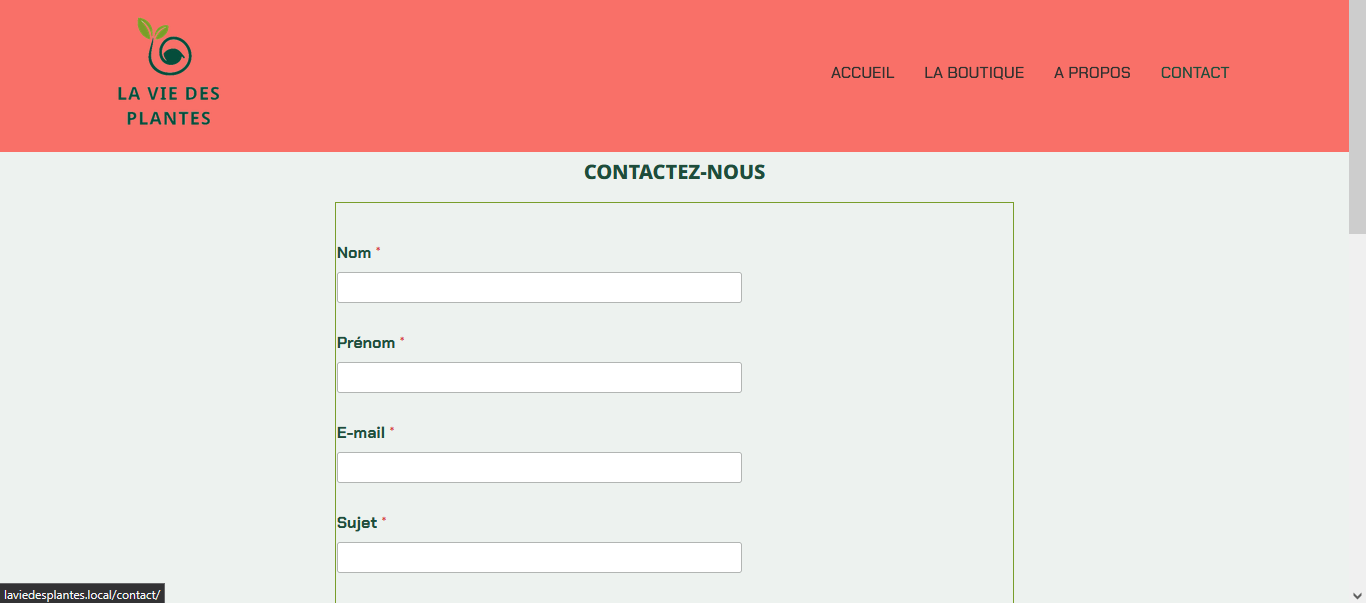 LA VIE DES
PLANTES
ACCUEIL LA BOUTIQUE A PROPOS CONTACT
CONTACTEZ-NOUS
Nom *
Prénom *
E-mail *
Sujet *
laviedesplantes.local/contact/